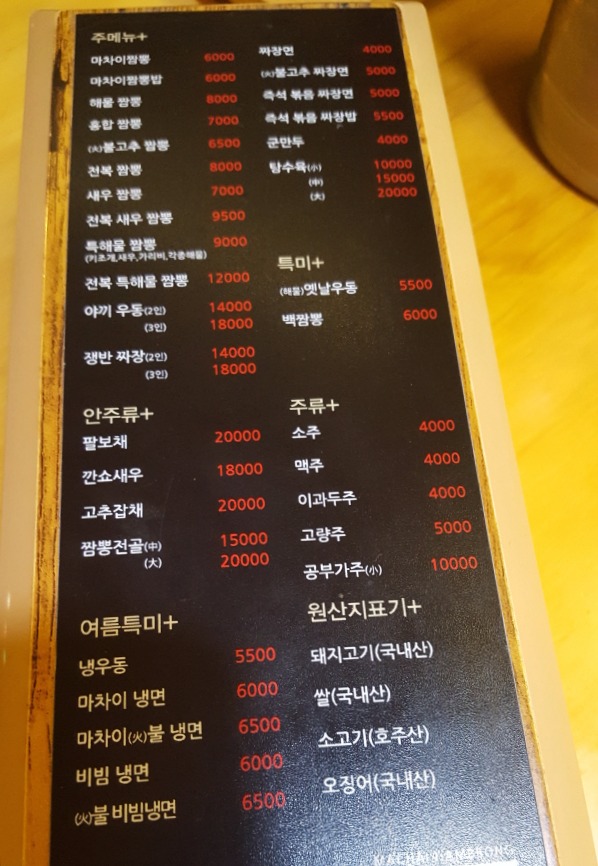 주메뉴+
마차이짬뽕 6000
마차이짬뽕밥 6000
해물 짬뽕 8000
홍합 짬뽕 7000
(火)불고추 짬뽕 6500
전복 짬뽕 8000
새우 짬뽕 7000
전복 새우 짬뽕 9500
특해물 짬뽕 9000
(키조개,새우,가리비,각종해물)
전복 특해물 짬뽕 12000
야끼 우동(2인) 14000
(3인) 18000
쟁반 짜장(2인) 14000
(3인) 18000
짜장면 4000
(火)불고추 짜장면 5000
즉석 볶음 짜장면 5000
즉석 볶음 짜장밥 5500
군만두 4000
탕수육(小) 10000
(中) 15000
(大) 20000
특미+
(해물)옛날우동 5500
백짬뽕 6000
안주류+
팔보채 20000
깐쇼새우 18000
고추잡채 20000
짬뽕전골(中) 15000
(大) 20000
주류+
소주 4000
맥주 4000
이과두주 4000
고량주 5000
공부가주(小) 10000
여름특미+
냉우동 5500
마차이 냉면 6000
마차이(火)불 냉면 6500
비빔 냉면 6000
(火)불 비빔냉면 6500
원산지표기+
돼지고기(국내산)
쌀(국내산)
소고기(호주산)
오징어(국내산)